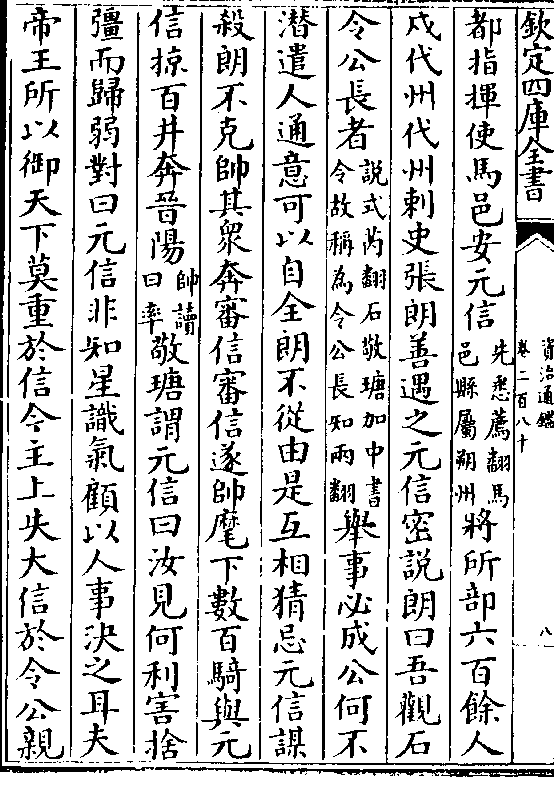 欽定四庫全書
資治通鑑
卷二百八十
八
都指揮使馬邑安元信先悉薦翻馬邑縣屬朔州將所部六百餘人
戍代州代州刺史張朗善遇之元信密說朗曰吾觀石
令公長者說式芮翻石敬瑭加中書令故稱為令公長知兩翻舉事必成公何不
潛遣人通意可以自全朗不從由是互相猜忌元信謀
殺朗不克帥其衆奔審信審信遂帥麾下數百騎與元
信掠百井奔晉陽帥讀曰率敬瑭謂元信曰汝見何利害捨
彊而歸弱對曰元信非知星識氣顧以人事決之耳夫
帝王所以御天下莫重於信今主上失大信於令公親